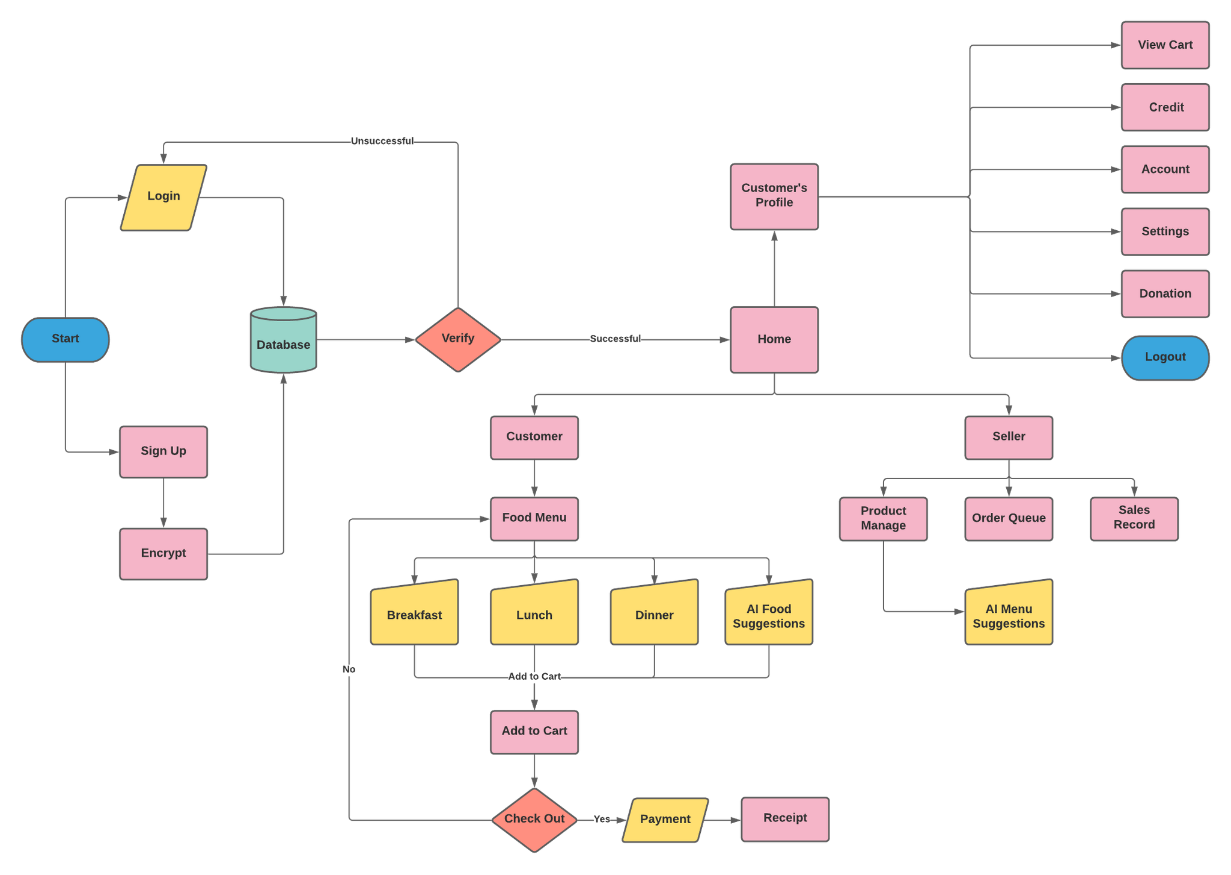 View Cart
Credit
Unsuccessful
Account
Login
Customer's
Profile
Settings
Donation
Start
Database
Verify
Successful
Home
Logout
Customer
Seller
Sign Up
Food Menu
Product
Manage
Order Queue
Sales
Record
Encrypt
Breakfast
Lunch
Dinner
AI Food
Suggestions
AI Menu
Suggestions
No
Add to Cart
Add to Cart
Check Out
Yes
Payment
Receipt